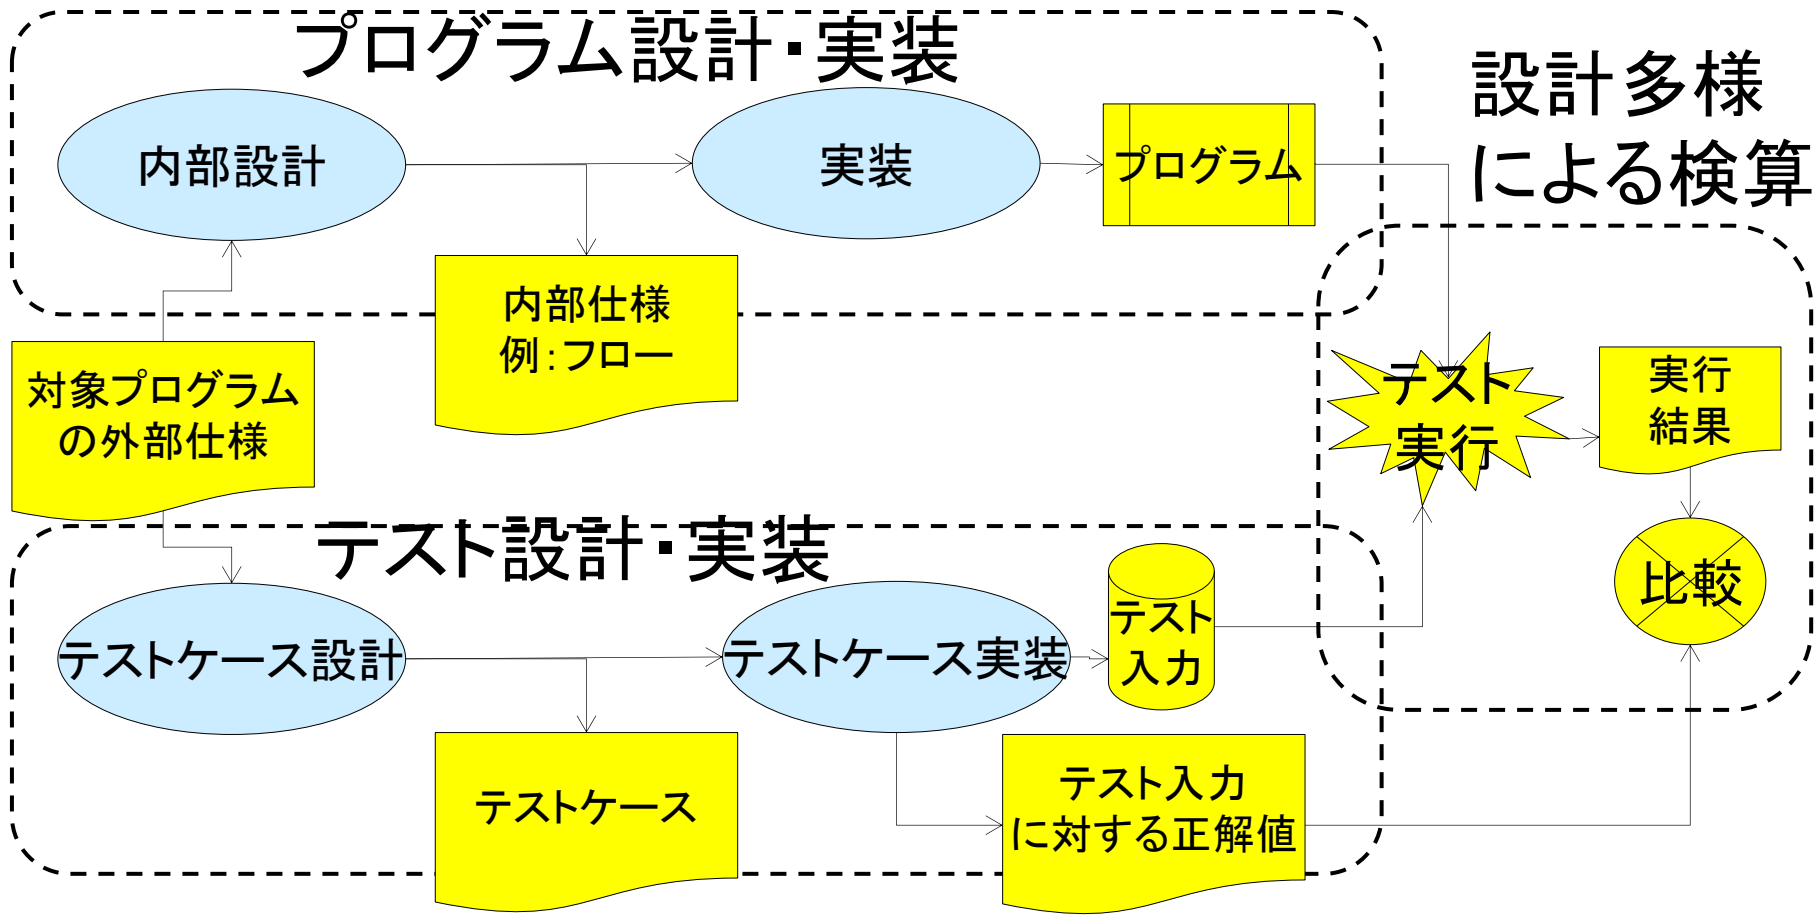 プログラム設計・実装
設計多様
による検算
内部設計
実装
プログラム
内部仕様
例：フロー
対象プログラム
の外部仕様
テスト
実行
実行
結果
比較
テスト設計・実装
テストケース設計
テストケース実装
テスト
入力
テストケース
テスト入力
に対する正解値